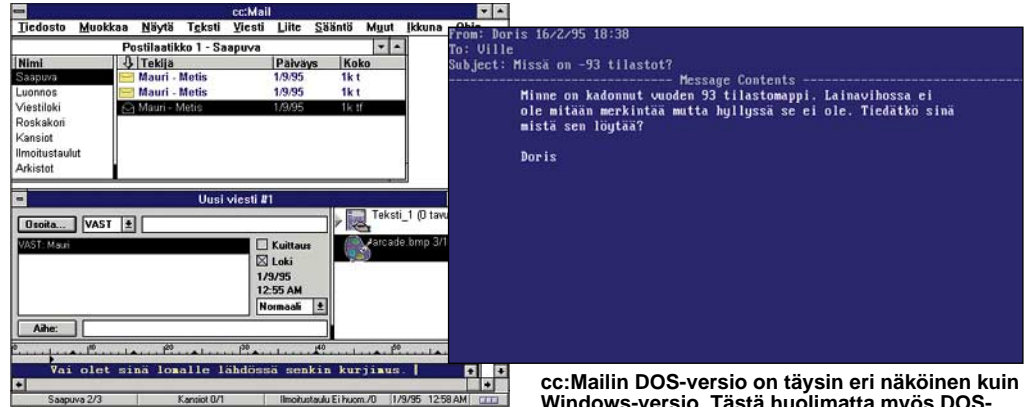 cc:Mail
Tiedosto Muokkaa Näytä Teksti Viesti Liite Sääntö Muut Ikkuna Ohje
Postilaatikko 1 - Saapuva
Nimi
Saapuva
Luonnos
Viestiloki
Roskakori
Kansiot
Ilmoitustaulut
Arkistot
Tekijä Päiväys Koko
Mauri - Metis 1/9/95 1k t
Mauri - Metis 1/9/95 1k t
Mauri - Metis 1/9/95 1k tf
Uusi viesti #1
Osoita... VAST
VAST: Mauri
Kuittaus
Loki
1/9/95
12:55 AM
Normaali
Aihe:
Teksti_1 (0 tavu
arcade.bmp 3/1
Vai olet sinä lomalle lähdössä senkin kurjimus.
Saapuva 2/3 Kansiot 0/1 Ilmoitustaulu Ei huom./0 1/9/95 12:58 AM
From: Doris 16/2/95 18:38
To: Ville
Subject: Missä on -93 tilastot?
Message Contents
Minne on kadonnut vuoden 93 tilastomappi. Lainavihossa ei
ole mitään merkintää mutta hyllyssä se ei ole. Tiedätkö sinä
mistä sen löytää?
Doris
cc:Mailin DOS-versio on täysin eri näköinen kuin
Windows-versio. Tästä huolimatta myös DOS-